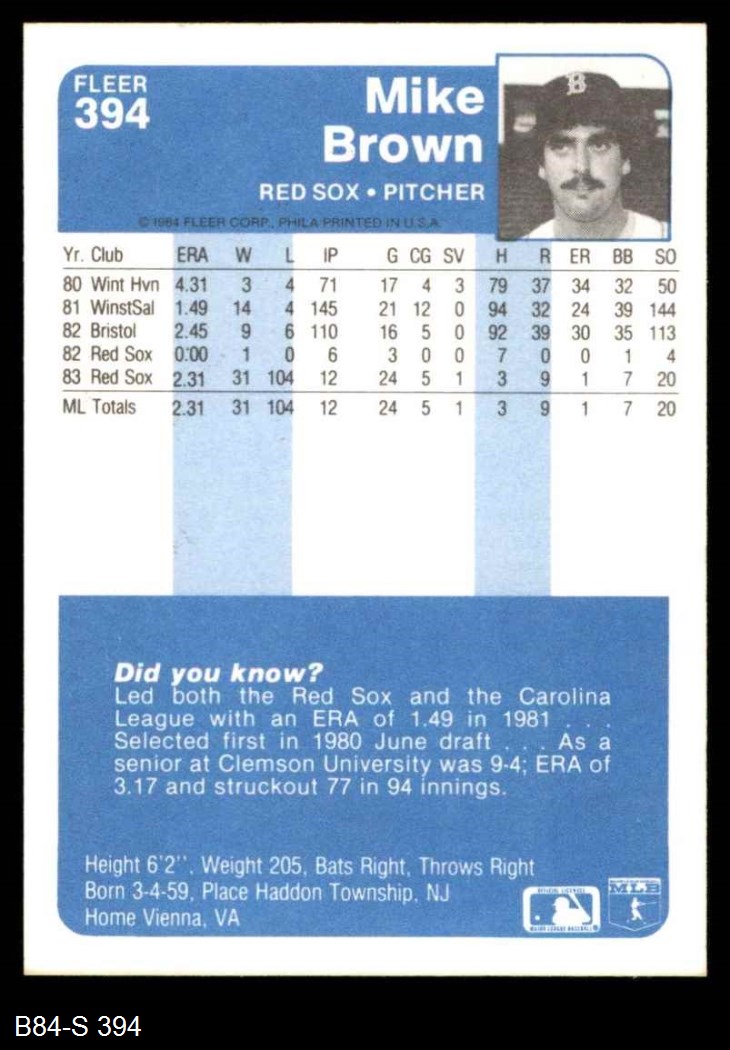 FLEER
394
Mike
Brown
B
RED SOX • PITCHER
© 1984 FLEER CORP., PHILA PRINTED IN U.S.A.
Yr. Club ERA W L IP G CG SV H R ER BB SO
80 Wint Hvn 4.31 3 4 71 17 4 3 79 37 34 32 50
81 WinstSal 1.49 14 4 145 21 12 0 94 32 24 39 144
82 Bristol 2.45 9 6 110 16 5 0 92 39 30 35 113
82 Red Sox 0.00 1 0 6 3 0 0 7 0 0 1 4
83 Red Sox 2.31 31 104 12 24 5 1 3 9 1 7 20
ML Totals 2.31 31 104 12 24 5 1 3 9 1 7 20
Did you know?
Led both the Red Sox and the Carolina
League with an ERA of 1.49 in 1981 . . .
Selected first in 1980 June draft . . . As a
senior at Clemson University was 9-4; ERA of
3.17 and struckout 77 in 94 innings.
Height 6'2'', Weight 205, Bats Right, Throws Right
Born 3-4-59, Place Haddon Township, NJ
Home Vienna, VA
MAJOR LEAGUE BASEBALL
MLB
B84-S 394